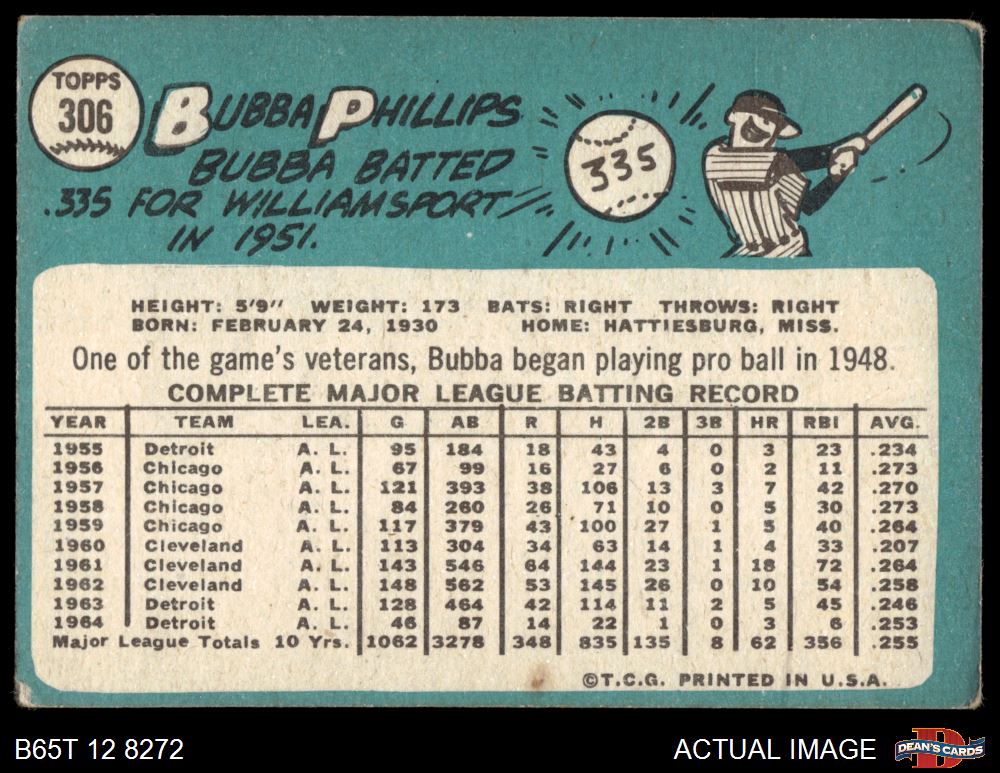 TOPPS
306
BUBBA PHILLIPS
BUBBA BATTED
.335 FOR WILLIAMSPORT
IN 1951.
335
HEIGHT: 5'9" WEIGHT: 173 BATS: RIGHT THROWS: RIGHT
BORN: FEBRUARY 24, 1930 HOME: HATTIESBURG, MISS.
One of the game's veterans, Bubba began playing pro ball in 1948.
COMPLETE MAJOR LEAGUE BATTING RECORD
YEAR TEAM LEA. G AB R H 2B 3B HR RBI AVG.
1955 Detroit A. L. 95 184 18 43 4 0 3 23 .234
1956 Chicago A. L. 67 99 16 27 6 0 2 11 .273
1957 Chicago A. L. 121 393 38 106 13 3 7 42 .270
1958 Chicago A. L. 84 260 26 71 10 0 5 30 .273
1959 Chicago A. L. 117 379 43 100 27 1 5 40 .264
1960 Cleveland A. L. 113 304 34 63 14 1 4 33 .207
1961 Cleveland A. L. 143 546 64 144 23 1 18 72 .264
1962 Cleveland A. L. 148 562 53 145 26 0 10 54 .258
1963 Detroit A. L. 128 464 42 114 11 2 5 45 .246
1964 Detroit A. L. 46 87 14 22 1 0 3 6 .253
Major League Totals 10 Yrs. 1062 3278 348 835 135 8 62 356 .255
©T.C.G. PRINTED IN U.S.A.
B65T 12 8272
ACTUAL IMAGE
D
DEAN'S CARDS